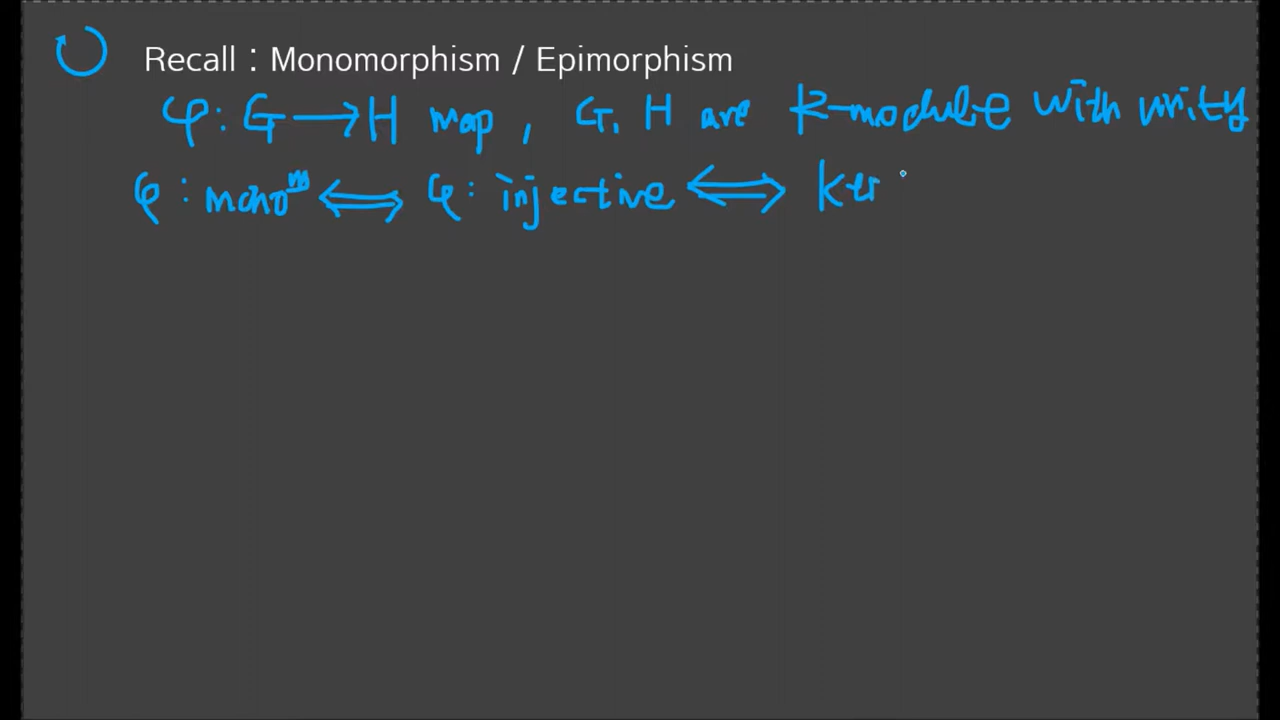 Recall : Monomorphism / Epimorphism
φ : G → H map , G, H are R-module with unity
φ : mono^m ⟺ φ : injective ⟺ Ker